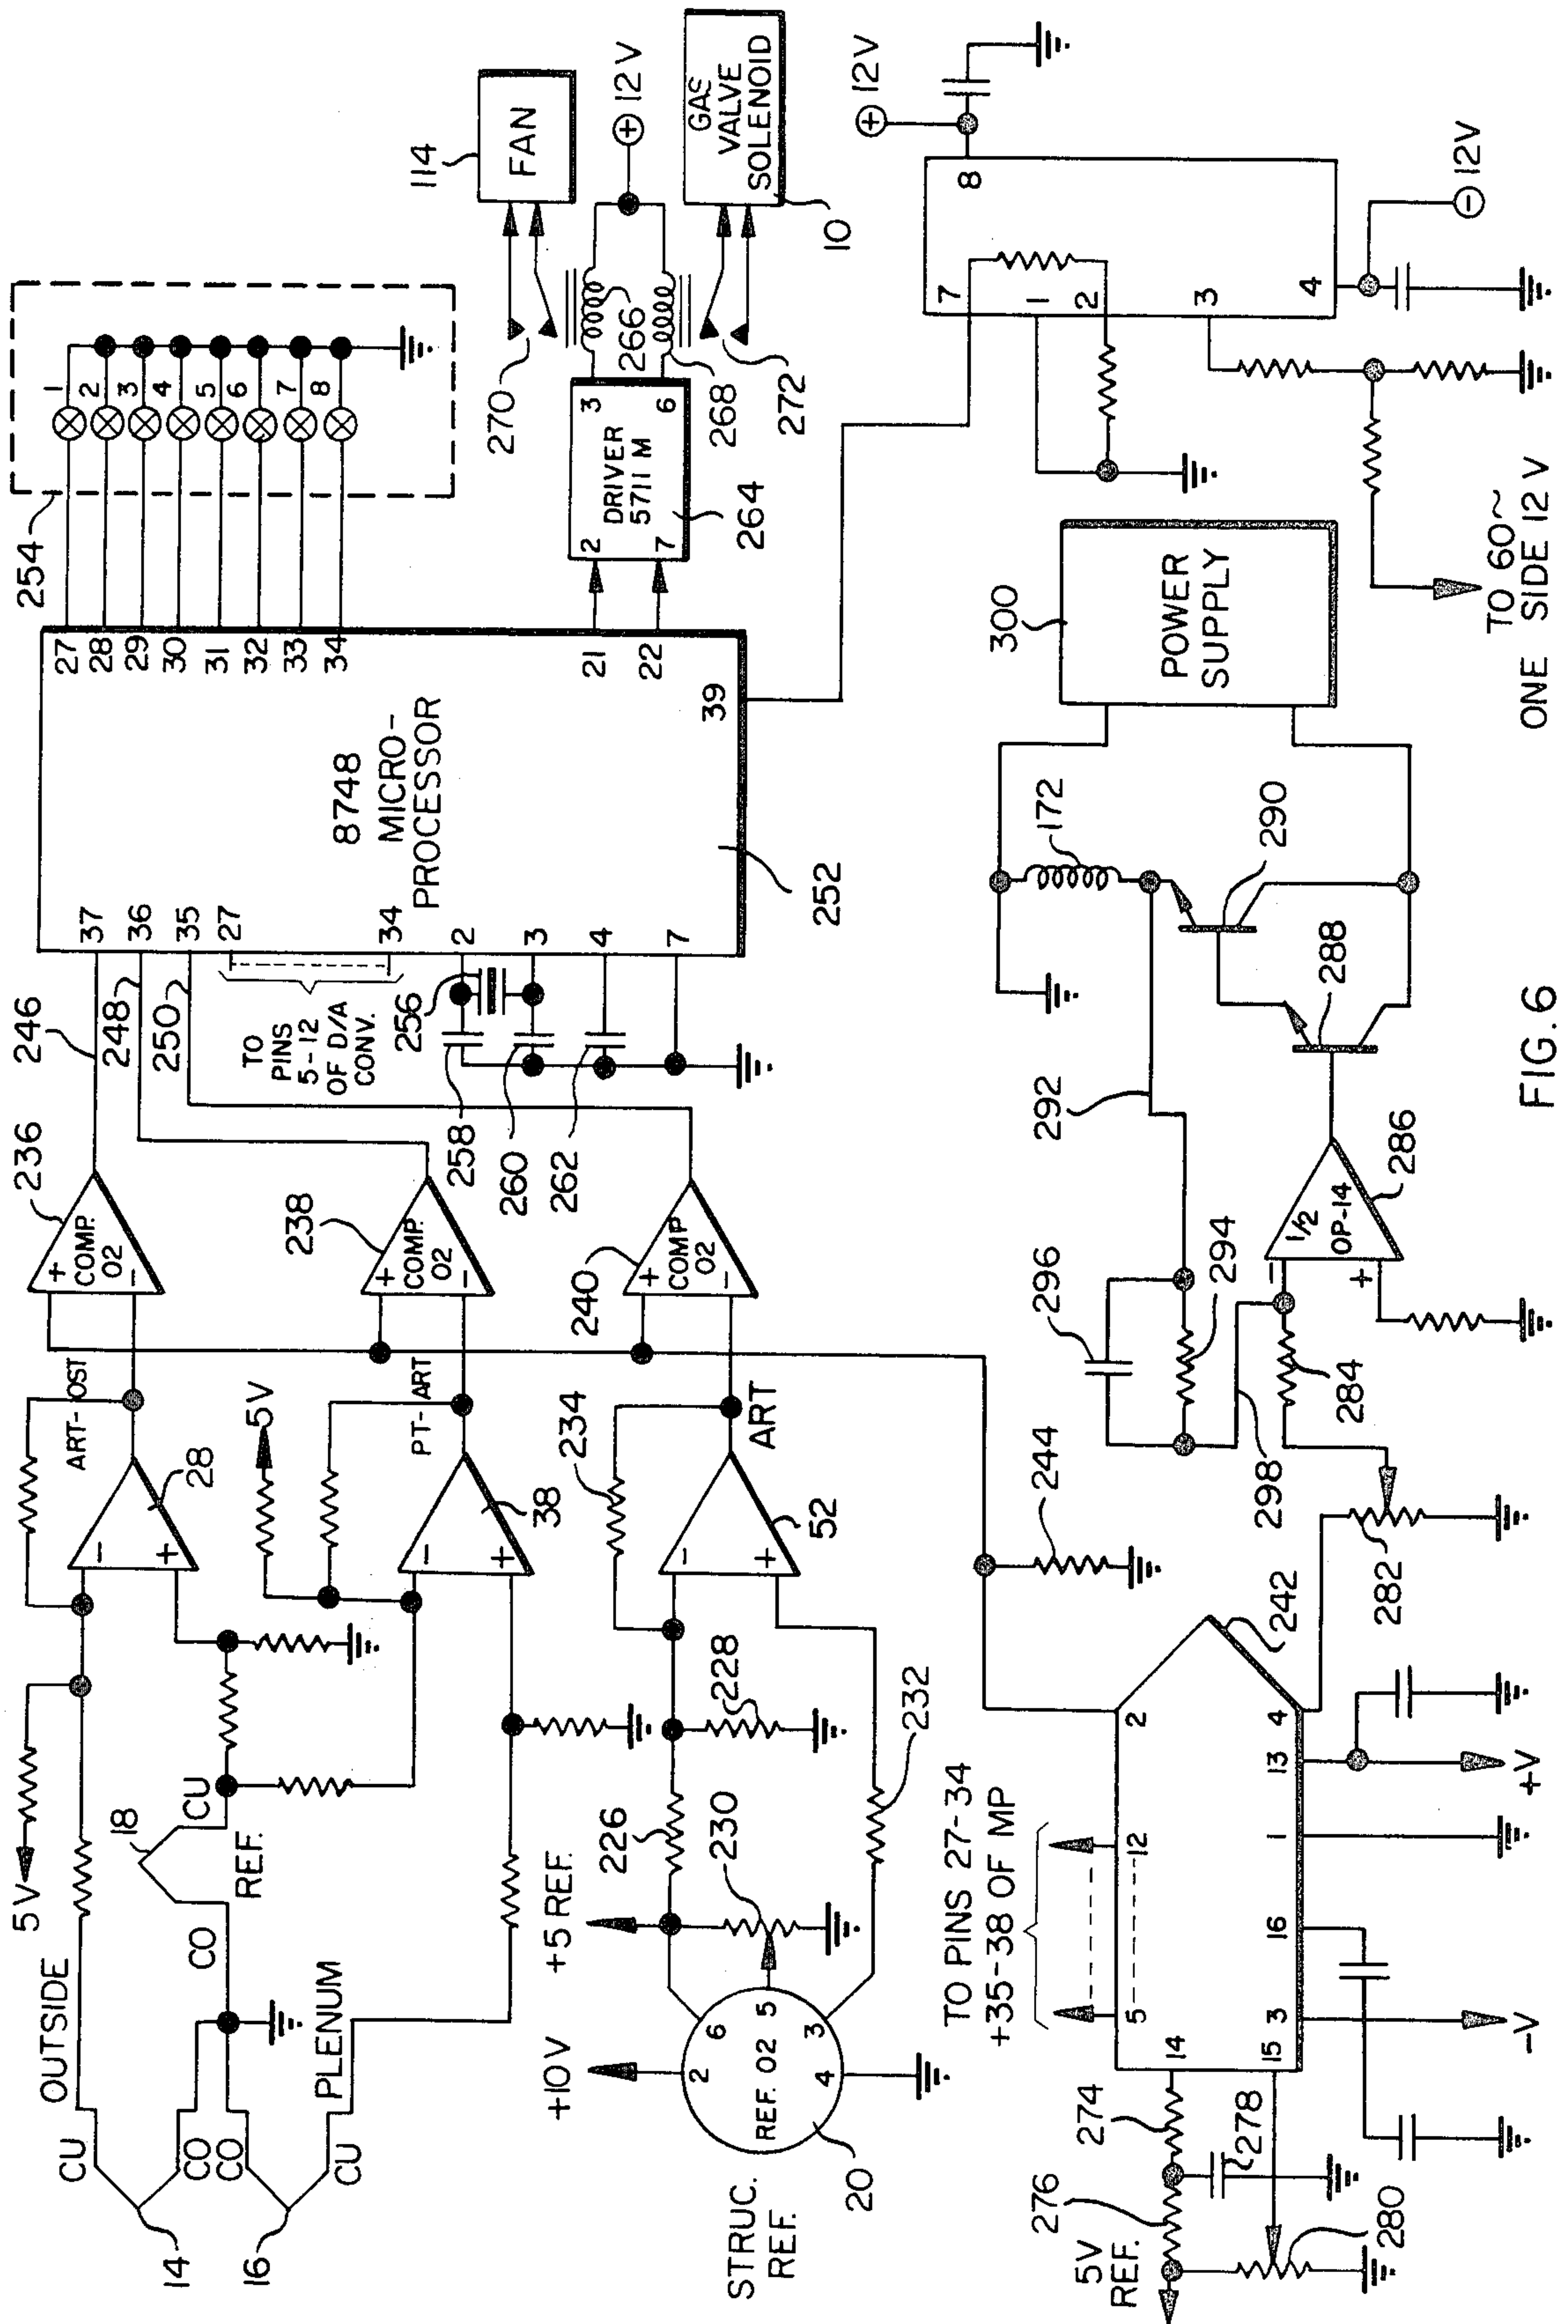 OUTSIDE
5V
CU
CO
CO
CU
14
16
PLENUM
CO
18
CU
REF.
−
+
28
ART-OST
5V
−
+
38
PT-ART
+
COMP.
02
−
236
+
COMP.
02
−
238
+
COMP
02
−
240
246
248
250
STRUC.
REF.
20
+10V
+5 REF.
REF. 02
2
6
5
3
4
226
228
230
232
234
−
+
52
ART
37
36
35
27
34
2
3
4
7
TO
PINS
5-12
OF D/A
CONV.
256
258
260
262
8748
MICRO-
PROCESSOR
252
27
28
29
30
31
32
33
34
21
22
39
254
1
2
3
4
5
6
7
8
2
7
DRIVER
5711 M
3
6
264
266
268
270
272
114
FAN
+
12V
GAS
VALVE
SOLENOID
10
5V
REF.
276
274
278
280
TO PINS 27-34
+35-38 OF MP
5
12
14
15
3
16
1
13
4
2
-V
+V
242
244
282
284
298
296
294
292
−
+
1/2
OP-14
286
288
290
172
300
POWER
SUPPLY
TO 60~
ONE SIDE 12 V
7
1
2
3
4
8
+
12V
−
12V
FIG. 6